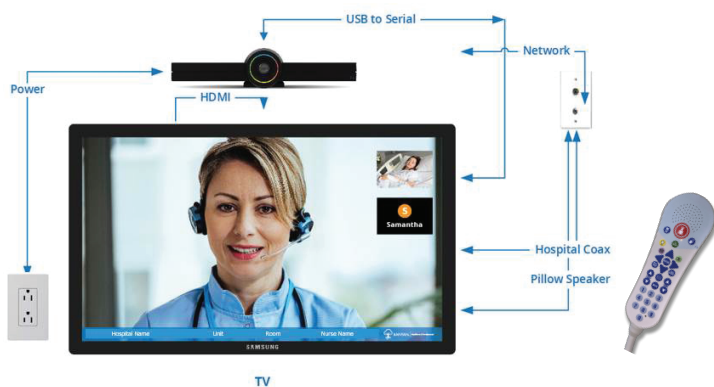 USB to Serial
Network
Power
HDMI
S
Samantha
Hospital Coax
Pillow Speaker
Hospital Name Unit Room Nurse Name
SAMSUNG
TV